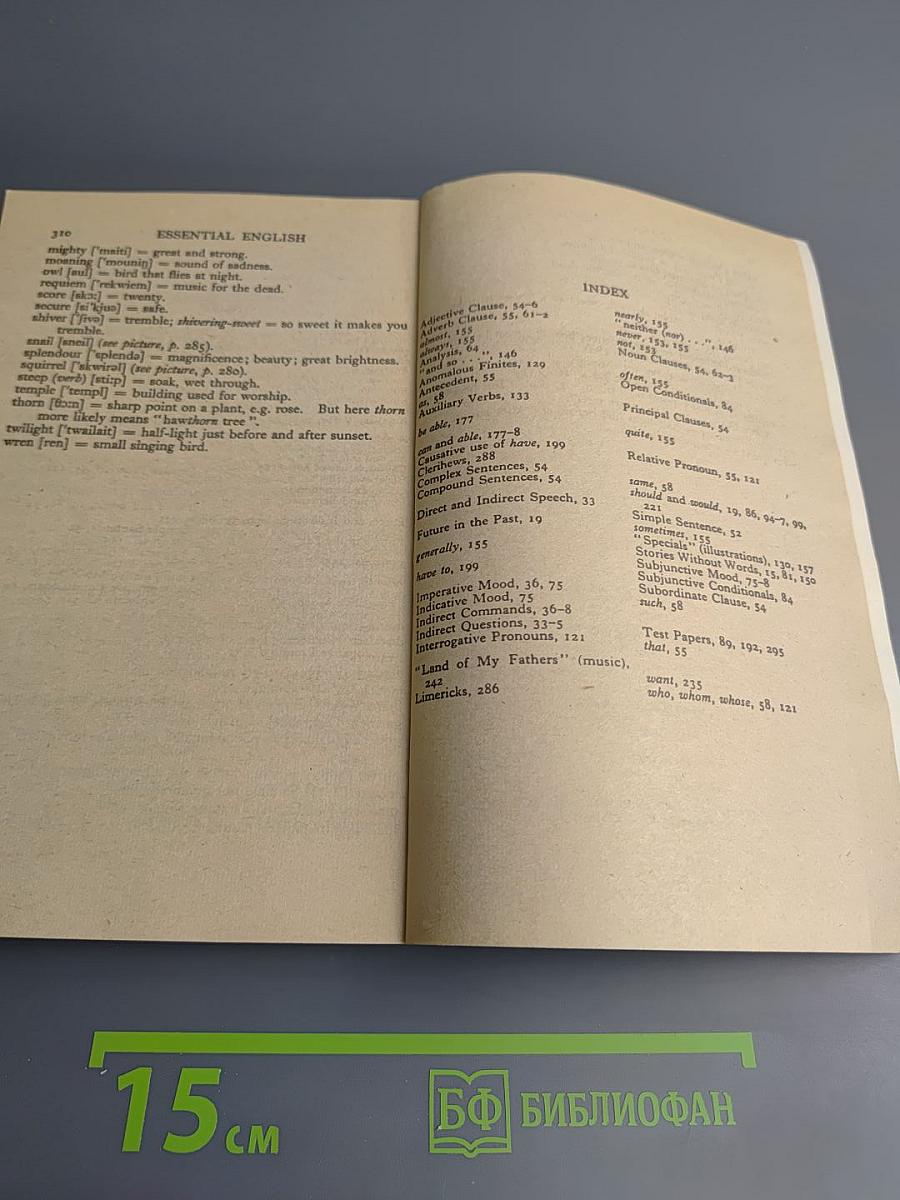 310 ESSENTIAL ENGLISH
mighty ['maiti] = great and strong.
moaning ['mouniŋ] = sound of sadness.
owl [aul] = bird that flies at night.
requiem ['rekwiem] = music for the dead.
score [skɔː] = twenty.
secure [si'kjuə] = safe.
shiver ['ʃivə] = tremble; shivering-sweet = so sweet it makes you
tremble.
snail [sneil] (see picture, p. 285).
splendour ['splendə] = magnificence; beauty; great brightness.
squirrel ['skwirəl] (see picture, p. 280).
steep (verb) [stiːp] = soak, wet through.
temple ['templ] = building used for worship.
thorn [θɔːn] = sharp point on a plant, e.g. rose. But here thorn
more likely means "hawthorn tree".
twilight ['twailait] = half-light just before and after sunset.
wren [ren] = small singing bird.
INDEX
Adjective Clause, 54–6
Adverb Clause, 55, 61–2
almost, 155
always, 155
Analysis, 64
"and so . . .", 146
Anomalous Finites, 129
Antecedent, 55
as, 58
Auxiliary Verbs, 133
be able, 177
can and able, 177–8
Causative use of have, 199
Clerihews, 288
Complex Sentences, 54
Compound Sentences, 54
Direct and Indirect Speech, 33
Future in the Past, 19
generally, 155
have to, 199
Imperative Mood, 36, 75
Indicative Mood, 75
Indirect Commands, 36–8
Indirect Questions, 33–5
Interrogative Pronouns, 121
"Land of My Fathers" (music),
242
Limericks, 286
nearly, 155
"neither (nor) . . .", 146
never, 153, 155
not, 153
Noun Clauses, 54, 62–3
often, 155
Open Conditionals, 84
Principal Clauses, 54
quite, 155
Relative Pronoun, 55, 121
same, 58
should and would, 19, 86, 94–7, 99,
221
Simple Sentence, 52
sometimes, 155
"Specials" (illustrations), 130, 157
Stories Without Words, 15, 81, 150
Subjunctive Mood, 75–8
Subjunctive Conditionals, 84
Subordinate Clause, 54
such, 58
Test Papers, 89, 192, 295
that, 55
want, 235
who, whom, whose, 58, 121
15 см
БФ БИБЛИОФАН